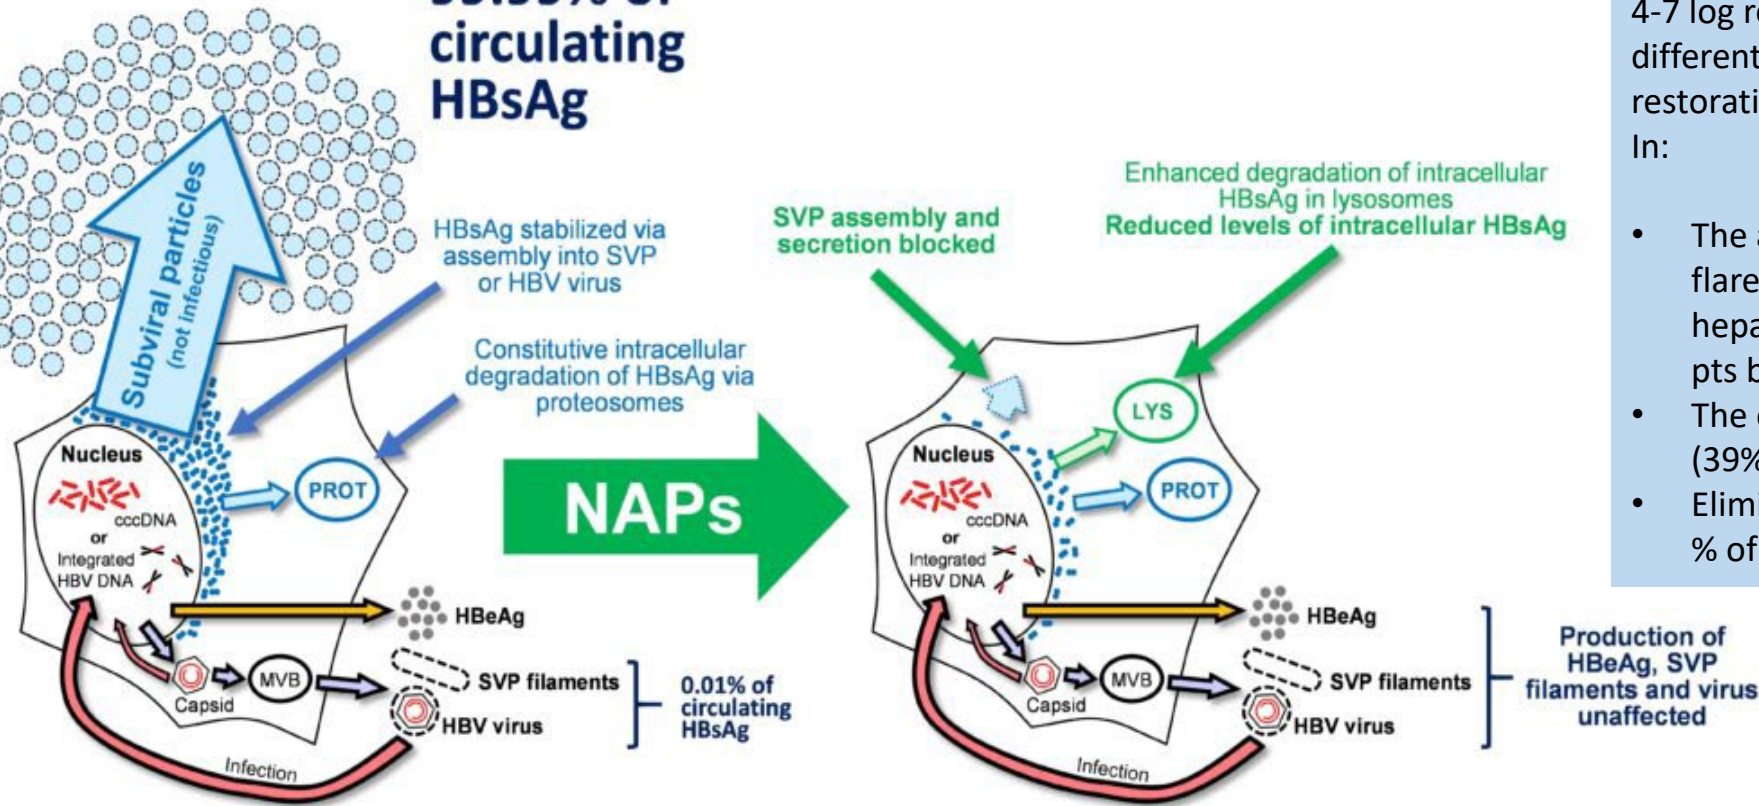 circulating
HBsAg
Subviral particles
(not infectious)
HBsAg stabilized via
assembly into SVP
or HBV virus
Constitutive intracellular
degradation of HBsAg via
proteosomes
Nucleus
cccDNA
or
Integrated
HBV DNA
PROT
HBeAg
MVB
Capsid
SVP filaments
HBV virus
0.01% of
circulating
HBsAg
Infection
NAPs
SVP assembly and
secretion blocked
Enhanced degradation of intracellular
HBsAg in lysosomes
Reduced levels of intracellular HBsAg
LYS
Nucleus
cccDNA
or
Integrated
HBV DNA
PROT
HBeAg
MVB
Capsid
SVP filaments
HBV virus
Infection
Production of
HBeAg, SVP
filaments and virus
unaffected
4-7 log
different
In:
• The
flare
pts
• The
(39%
•
% of